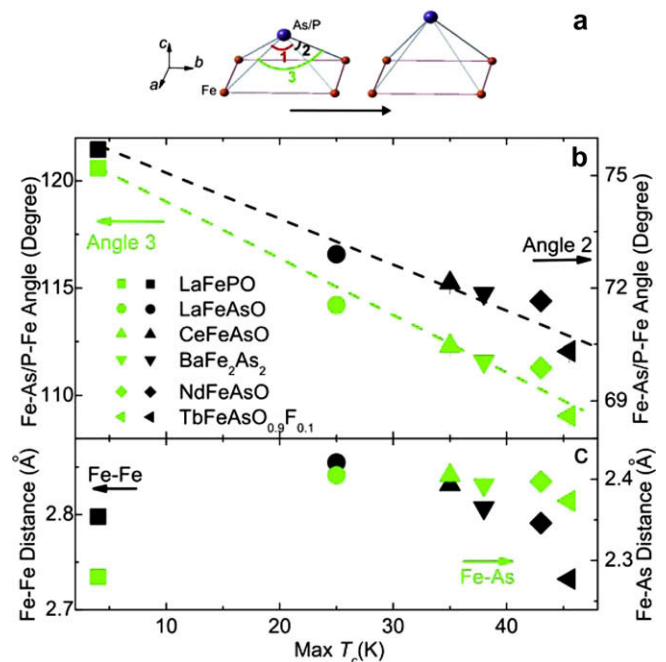 a
As/P
c
b
a
1
2
3
Fe
b
Fe-As/P-Fe Angle (Degree)
120
115
110
75
72
69
Fe-As/P-Fe Angle (Degree)
Angle 3
Angle 2
LaFePO
LaFeAsO
CeFeAsO
BaFe₂As₂
NdFeAsO
TbFeAsO₀.₉F₀.₁
c
Fe-Fe Distance (Å)
2.8
2.7
Fe-Fe
Fe-As
2.4
2.28
Fe-As Distance (Å)
10 20 30 40
Max Tc(K)